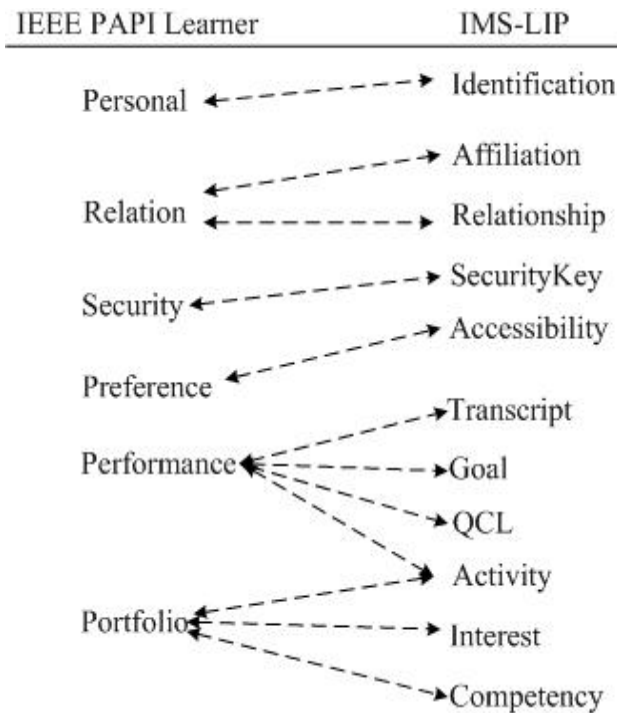 IEEE PAPI Learner IMS-LIP
Personal Identification
Affiliation
Relation Relationship
Security SecurityKey
Accessibility
Preference
Transcript
Performance Goal
QCL
Activity
Portfolio Interest
Competency